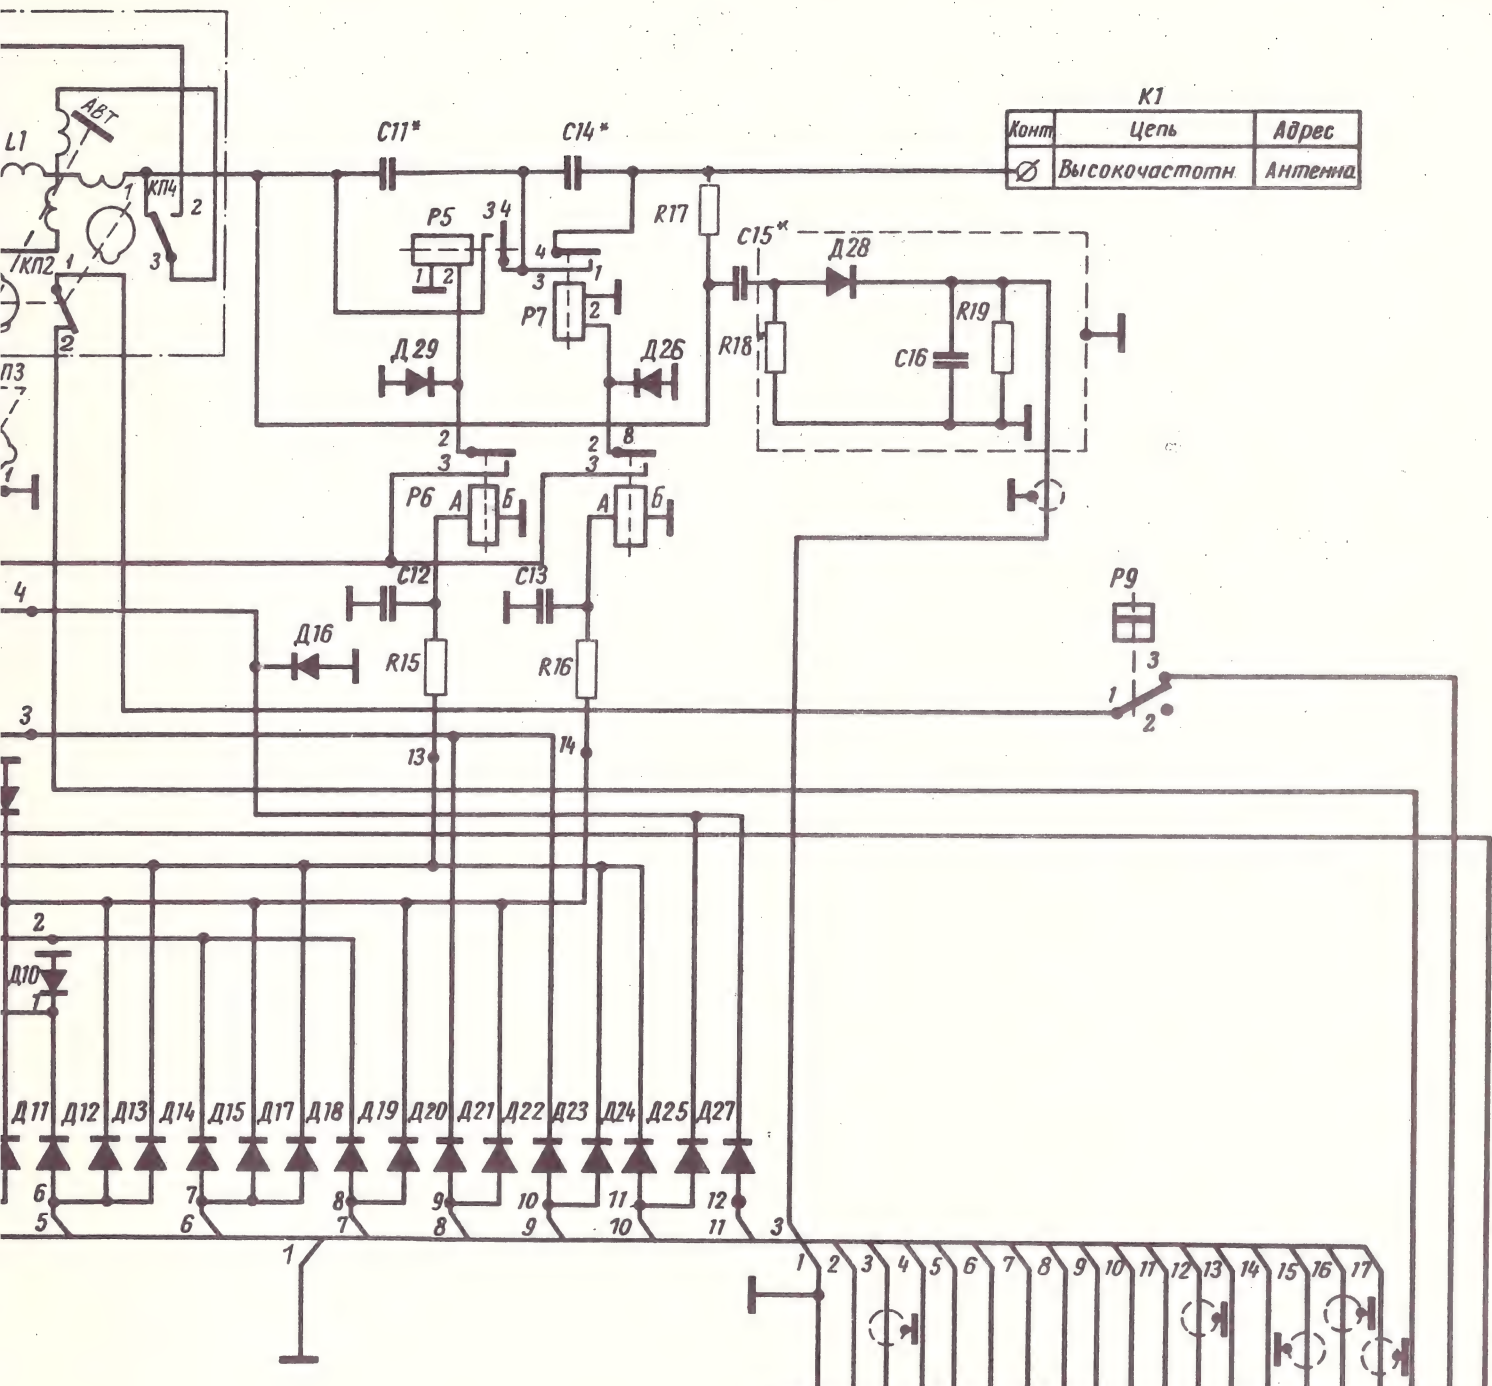 K1
Конт Цепь Адрес
Ø Высокочастотн. Антенна
АВТ
L1
C11*
C14*
1
КП4
2
3
R17
P5
3 4
C15*
Д28
4
КП2 1
1 2
3
1
P7
2
R19
2
Д29
Д26
R18
C16
П3
2
2 8
3
3
1
P6 А Б
А Б
C12
C13
4
P9
Д16
R15
R16
3
1
2
3
13
14
2
Д10
1
Д11 Д12 Д13 Д14 Д15 Д17 Д18 Д19 Д20 Д21 Д22 Д23 Д24 Д25 Д27
6 7 8 9 10 11 12
5 6 7 8 9 10 11 3
1
1 2 3 4 5 6 7 8 9 10 11 12 13 14 15 16 17